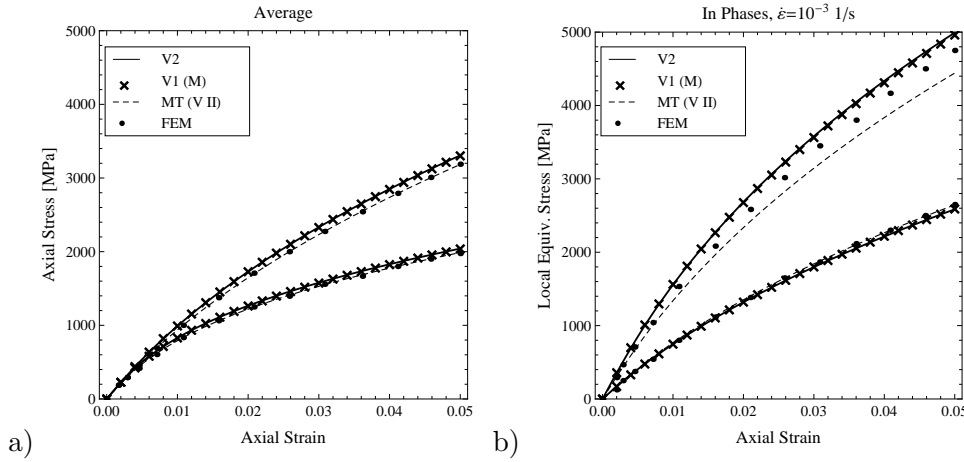 Average
5000
4000
3000
2000
1000
0
Axial Stress [MPa]
V2
V1 (M)
MT (V II)
FEM
0.00 0.01 0.02 0.03 0.04 0.05
Axial Strain
a)
In Phases, ε̇=10⁻³ 1/s
5000
4000
3000
2000
1000
0
Local Equiv. Stress [MPa]
V2
V1 (M)
MT (V II)
FEM
0.00 0.01 0.02 0.03 0.04 0.05
Axial Strain
b)